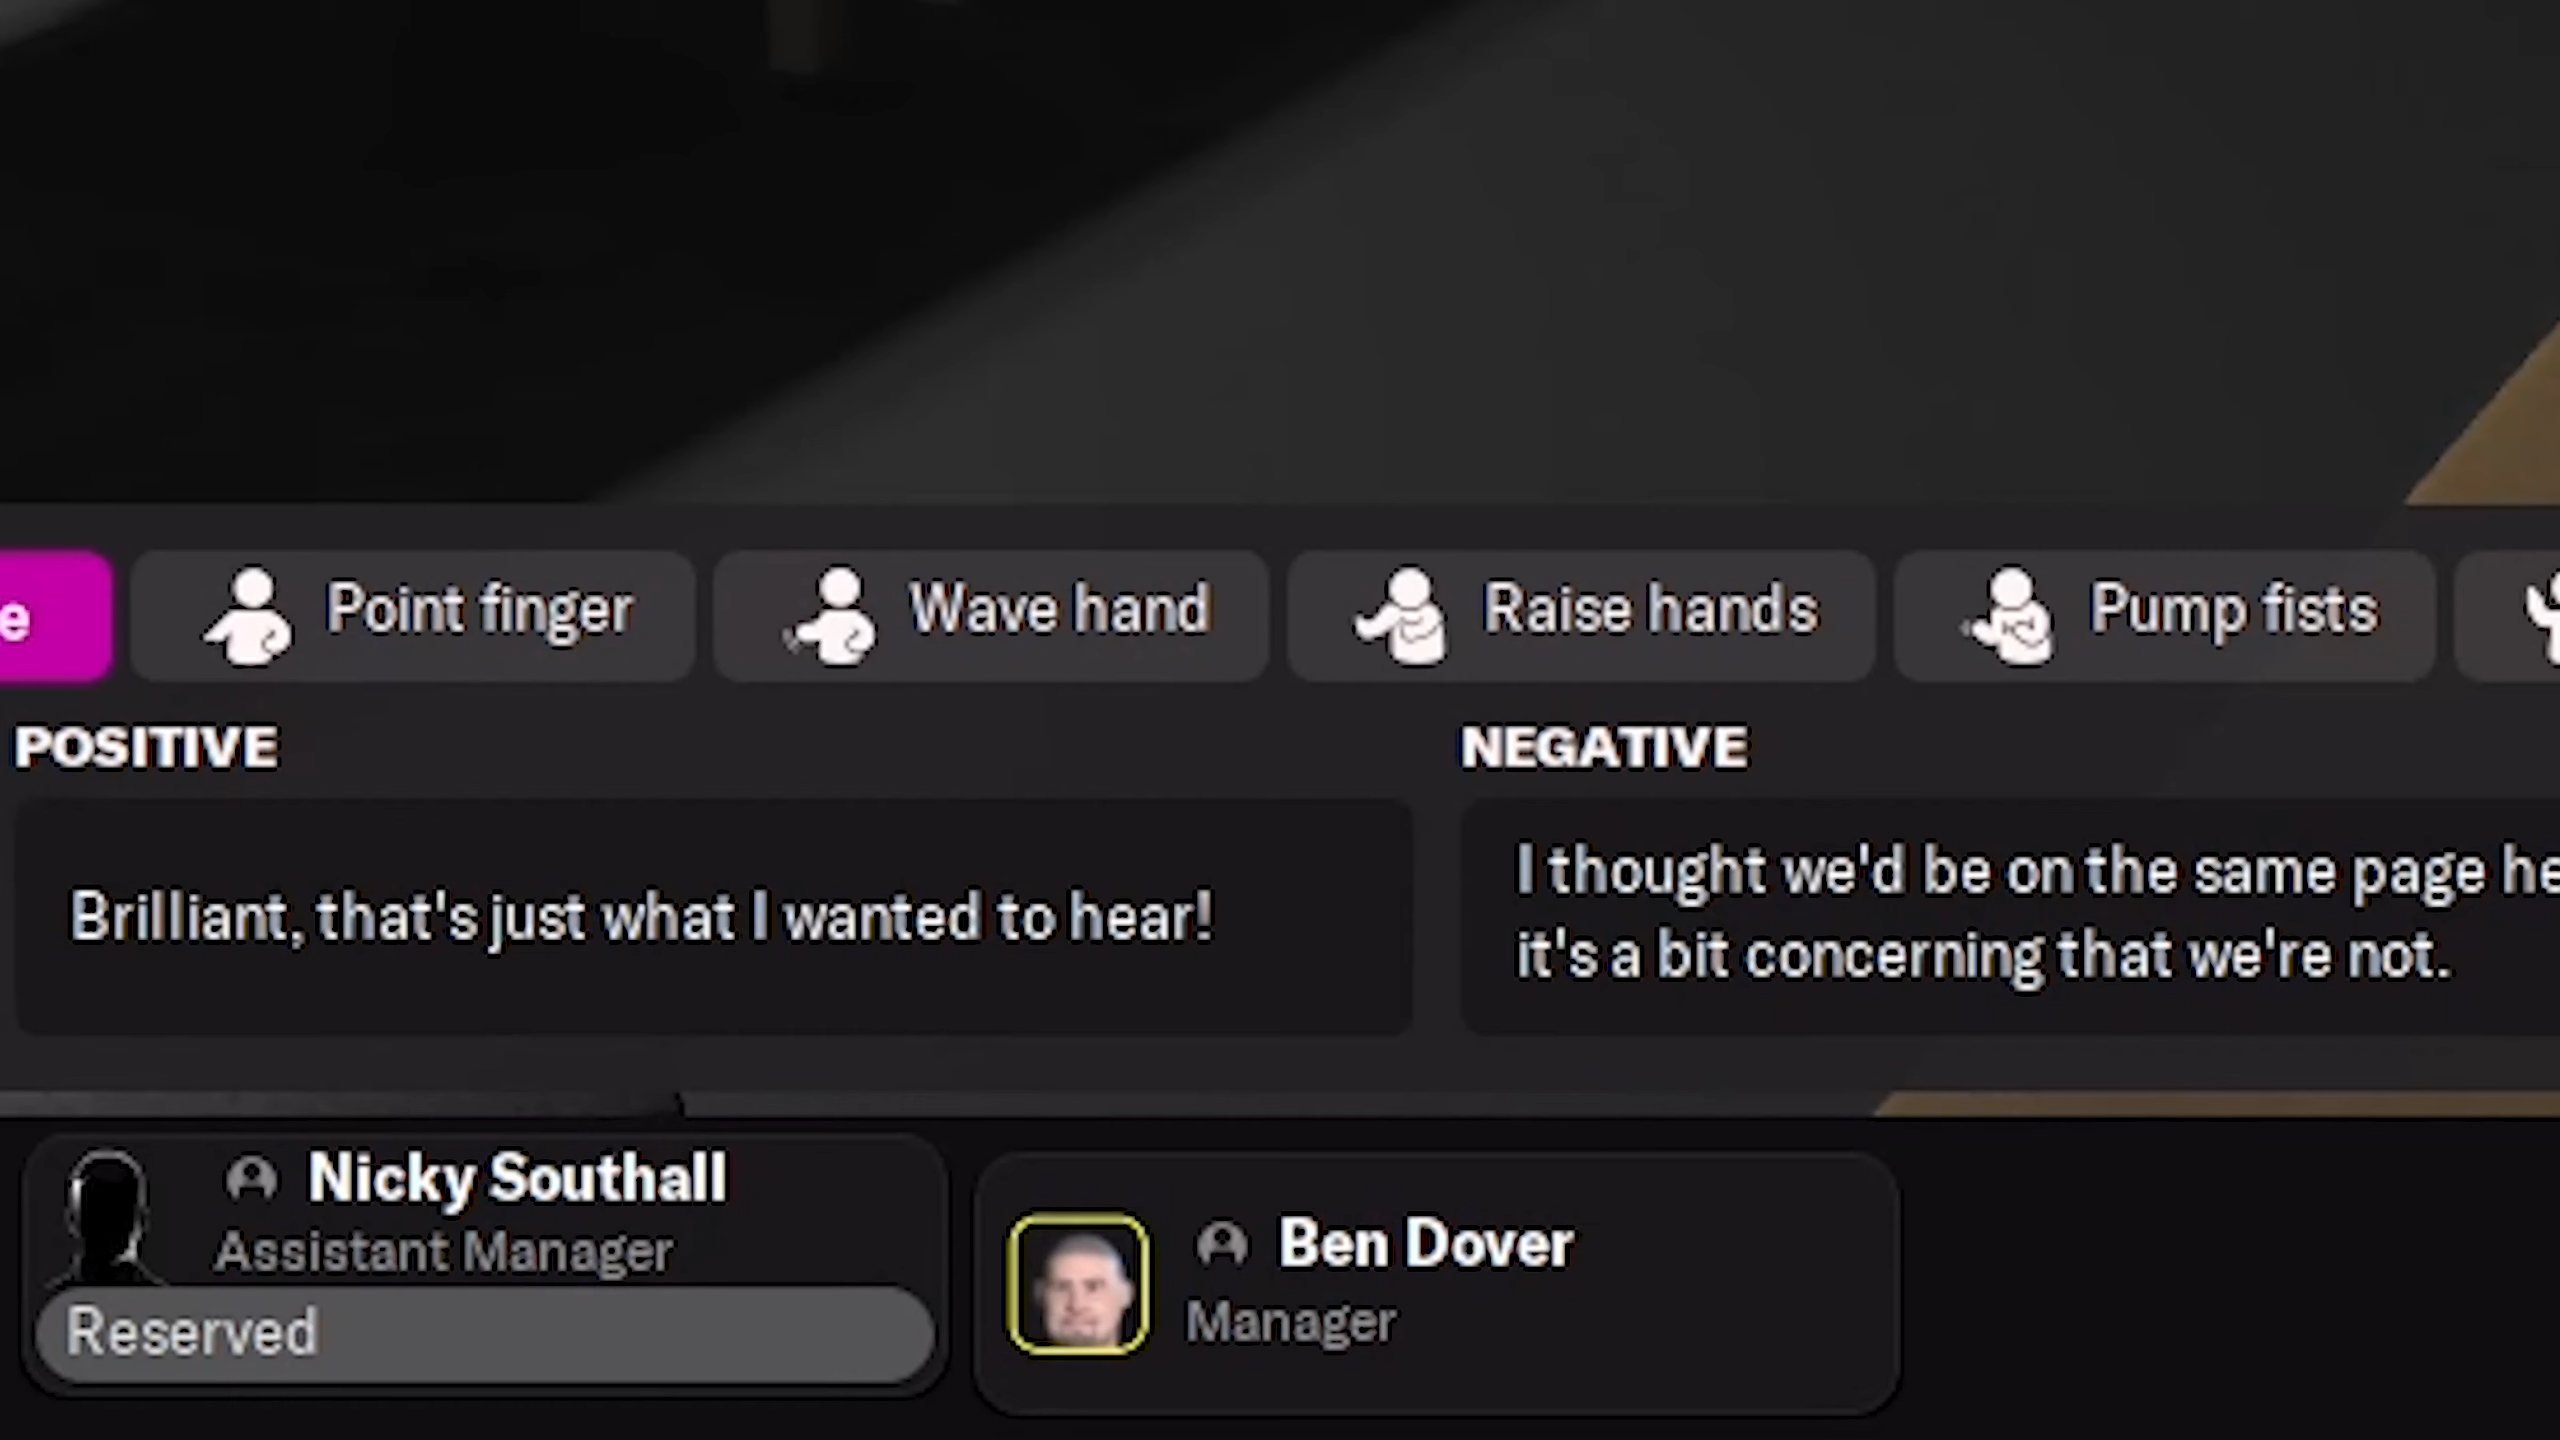 Point finger
Wave hand
Raise hands
Pump fists
POSITIVE
NEGATIVE
Brilliant, that's just what I wanted to hear!
I thought we'd be on the same page
it's a bit concerning that we're not.
Nicky Southall
Assistant Manager
Reserved
Ben Dover
Manager